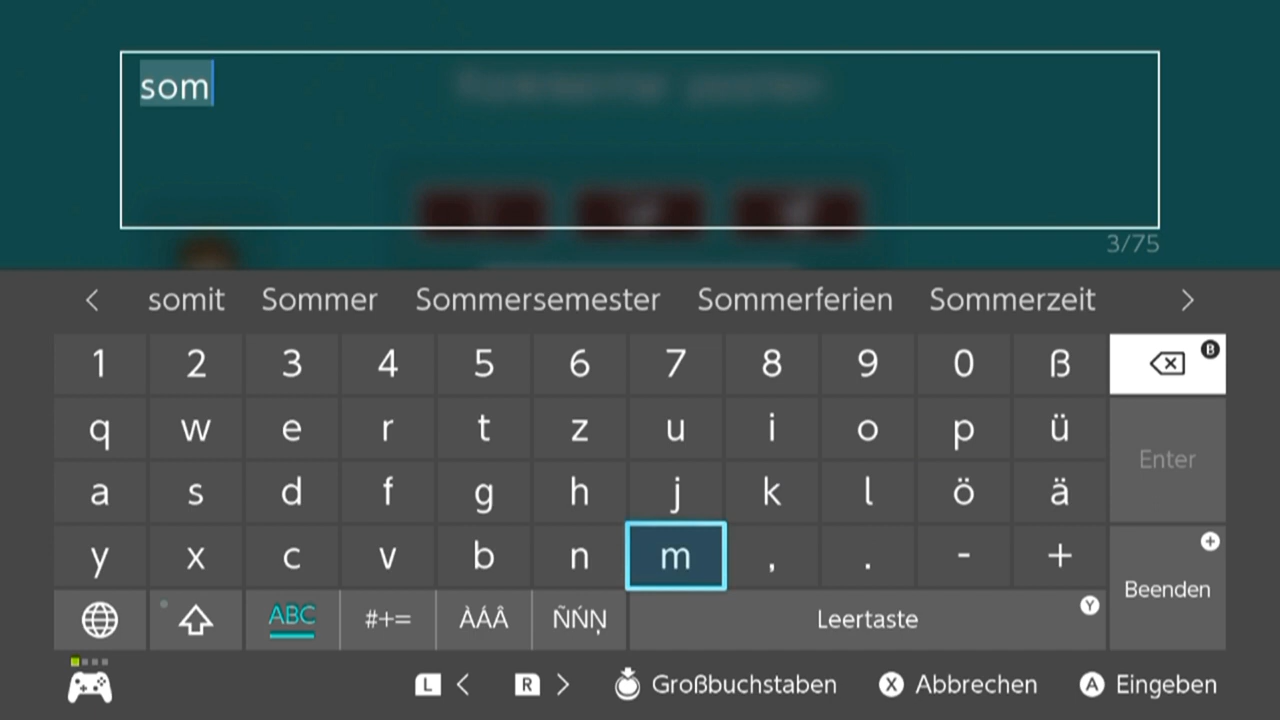 som
3/75
somit Sommer Sommersemester Sommerferien Sommerzeit
1 2 3 4 5 6 7 8 9 0 ß B
q w e r t z u i o p ü
a s d f g h j k l ö ä Enter
y x c v b n m , . - +
Beenden +
ABC #+= ÀÁÂ ÑŃŅ Leertaste Y
L R Großbuchstaben X Abbrechen A Eingeben